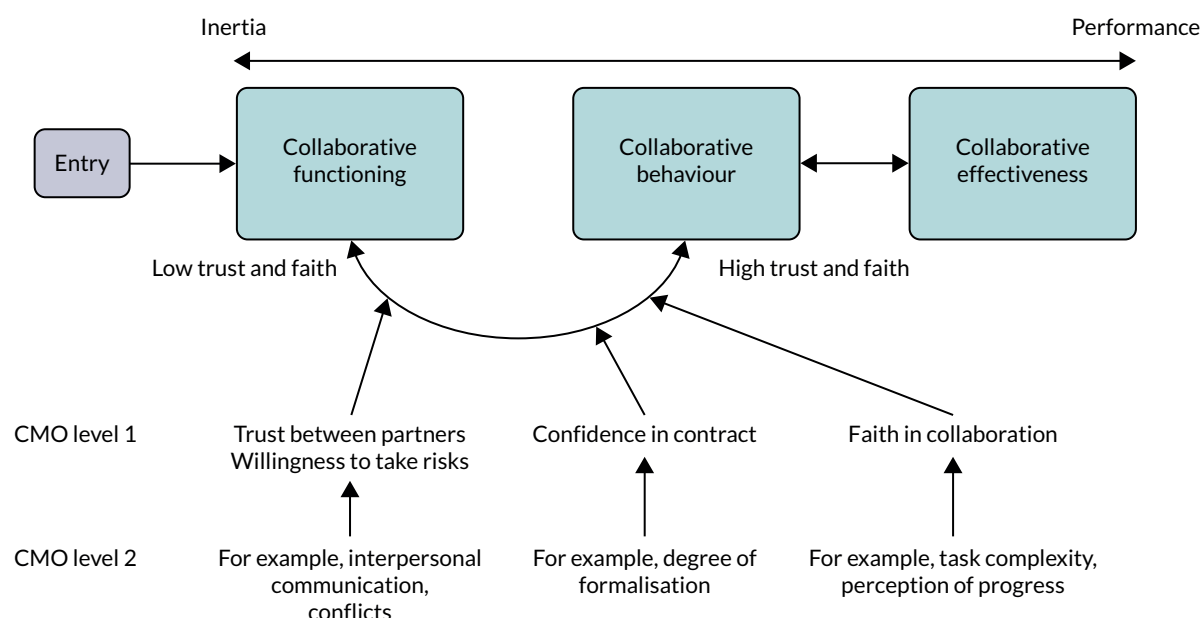 Inertia
Performance
Entry
Collaborative
functioning
Collaborative
behaviour
Collaborative
effectiveness
Low trust and faith
High trust and faith
CMO level 1
Trust between partners
Willingness to take risks
Confidence in contract
Faith in collaboration
CMO level 2
For example, interpersonal
communication,
conflicts
For example, degree of
formalisation
For example, task complexity,
perception of progress